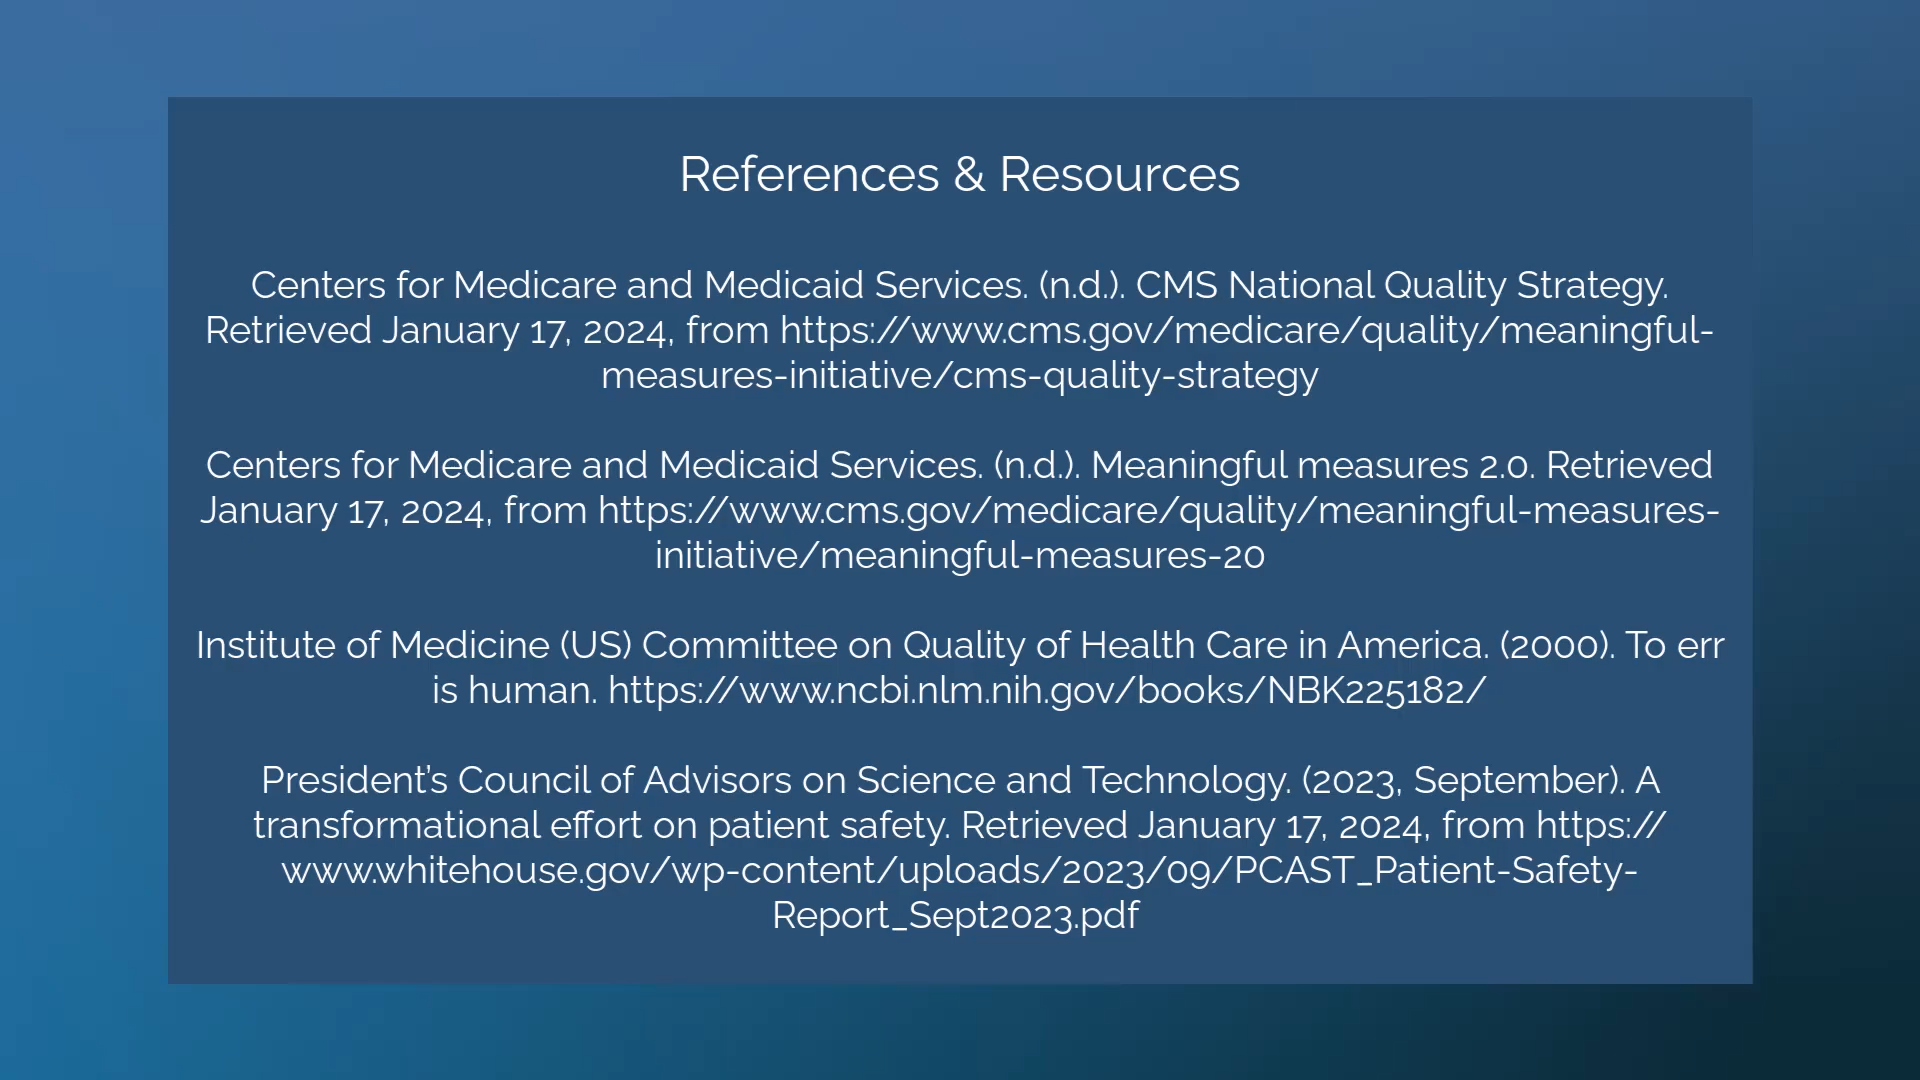 References & Resources
Centers for Medicare and Medicaid Services. (n.d.). CMS National Quality Strategy.
Retrieved January 17, 2024, from https://www.cms.gov/medicare/quality/meaningful-
measures-initiative/cms-quality-strategy
Centers for Medicare and Medicaid Services. (n.d.). Meaningful measures 2.0. Retrieved
January 17, 2024, from https://www.cms.gov/medicare/quality/meaningful-measures-
initiative/meaningful-measures-20
Institute of Medicine (US) Committee on Quality of Health Care in America. (2000). To err
is human. https://www.ncbi.nlm.nih.gov/books/NBK225182/
President’s Council of Advisors on Science and Technology. (2023, September). A
transformational effort on patient safety. Retrieved January 17, 2024, from https://
www.whitehouse.gov/wp-content/uploads/2023/09/PCAST_Patient-Safety-
Report_Sept2023.pdf